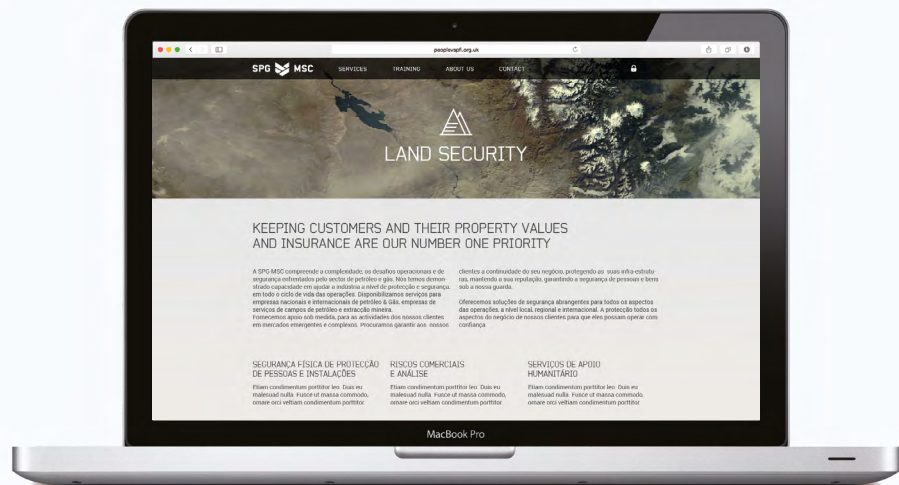 peoplevspfi.org.uk
SPG MSC SERVICES TRAINING ABOUT US CONTACT
LAND SECURITY
KEEPING CUSTOMERS AND THEIR PROPERTY VALUES
AND INSURANCE ARE OUR NUMBER ONE PRIORITY
A SPG-MSC compreende a complexidade, os desafios operacionais e de
segurança enfrentados pelo sector de petróleo e gás. Nós temos demon-
strado capacidade em ajudar a indústria a nível de protecção e segurança,
em todo o ciclo de vida das operações. Disponibilizamos serviços para
empresas nacionais e internacionais de petróleo & Gás, empresas de
serviços de campos de petróleo e extracção mineira.
Fornecemos apoio sob medida, para as actividades dos nossos clientes
em mercados emergentes e complexos. Procuramos garantir aos nossos
clientes a continuidade do seu negócio, protegendo as suas infra-estrutu-
ras, mantendo a sua reputação, garantindo a segurança de pessoas e bens
sob a nossa guarda.
Oferecemos soluções de segurança abrangentes para todos os aspectos
das operações, a nível local, regional e internacional. A protecção todos os
aspectos do negócio de nossos clientes para que eles possam operar com
confiança.
SEGURANÇA FÍSICA DE PROTECÇÃO
DE PESSOAS E INSTALAÇÕES
Etiam condimentum porttitor leo. Duis eu
malesuad nulla. Fusce ut massa commodo,
ornare orci veltiam condimentum porttitor.
RISCOS COMERCIAIS
E ANÁLISE
Etiam condimentum porttitor leo. Duis eu
malesuad nulla. Fusce ut massa commodo,
ornare orci veltiam condimentum porttitor.
SERVIÇOS DE APOIO
HUMANITÁRIO
Etiam condimentum porttitor leo. Duis eu
malesuad nulla. Fusce ut massa commodo,
ornare orci veltiam condimentum porttitor.
MacBook Pro